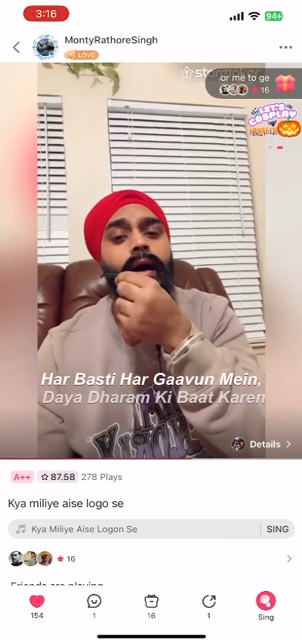 3:16
94+
MontyRathoreSingh
LOVE
or me to ge
16
LET'S
COSPLAY
Har Basti Har Gaavun Mein,
Daya Dharam Ki Baat Karen
Details
A++ 87.58 278 Plays
Kya miliye aise logo se
Kya Miliye Aise Logon Se SING
16
Friends are playing
154
1
16
1
Sing